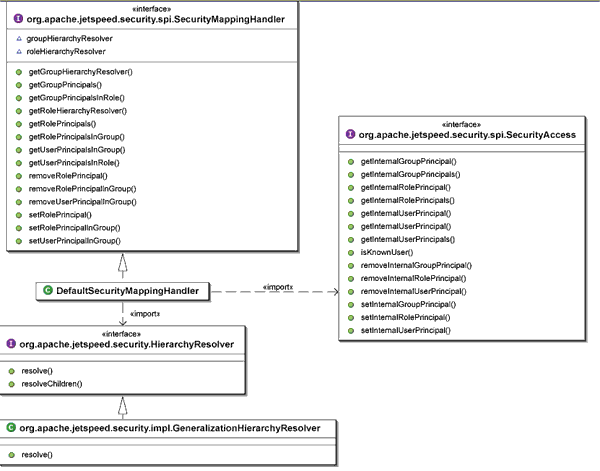 «interface»
I org.apache.jetspeed.security.spi.SecurityMappingHandler
groupHierarchyResolver
roleHierarchyResolver
getGroupHierarchyResolver()
getGroupPrincipals()
getGroupPrincipalsInRole()
getRoleHierarchyResolver()
getRolePrincipals()
getRolePrincipalsInGroup()
getUserPrincipalsInGroup()
getUserPrincipalsInRole()
removeRolePrincipal()
removeRolePrincipalInGroup()
removeUserPrincipalInGroup()
setRolePrincipal()
setRolePrincipalInGroup()
setUserPrincipalInGroup()
«interface»
I org.apache.jetspeed.security.spi.SecurityAccess
getInternalGroupPrincipal()
getInternalGroupPrincipals()
getInternalRolePrincipal()
getInternalRolePrincipals()
getInternalUserPrincipal()
getInternalUserPrincipal()
getInternalUserPrincipals()
isKnownUser()
removeInternalGroupPrincipal()
removeInternalRolePrincipal()
removeInternalUserPrincipal()
setInternalGroupPrincipal()
setInternalRolePrincipal()
setInternalUserPrincipal()
C DefaultSecurityMappingHandler
«import»
«import»
«interface»
I org.apache.jetspeed.security.HierarchyResolver
resolve()
resolveChildren()
C org.apache.jetspeed.security.impl.GeneralizationHierarchyResolver
resolve()